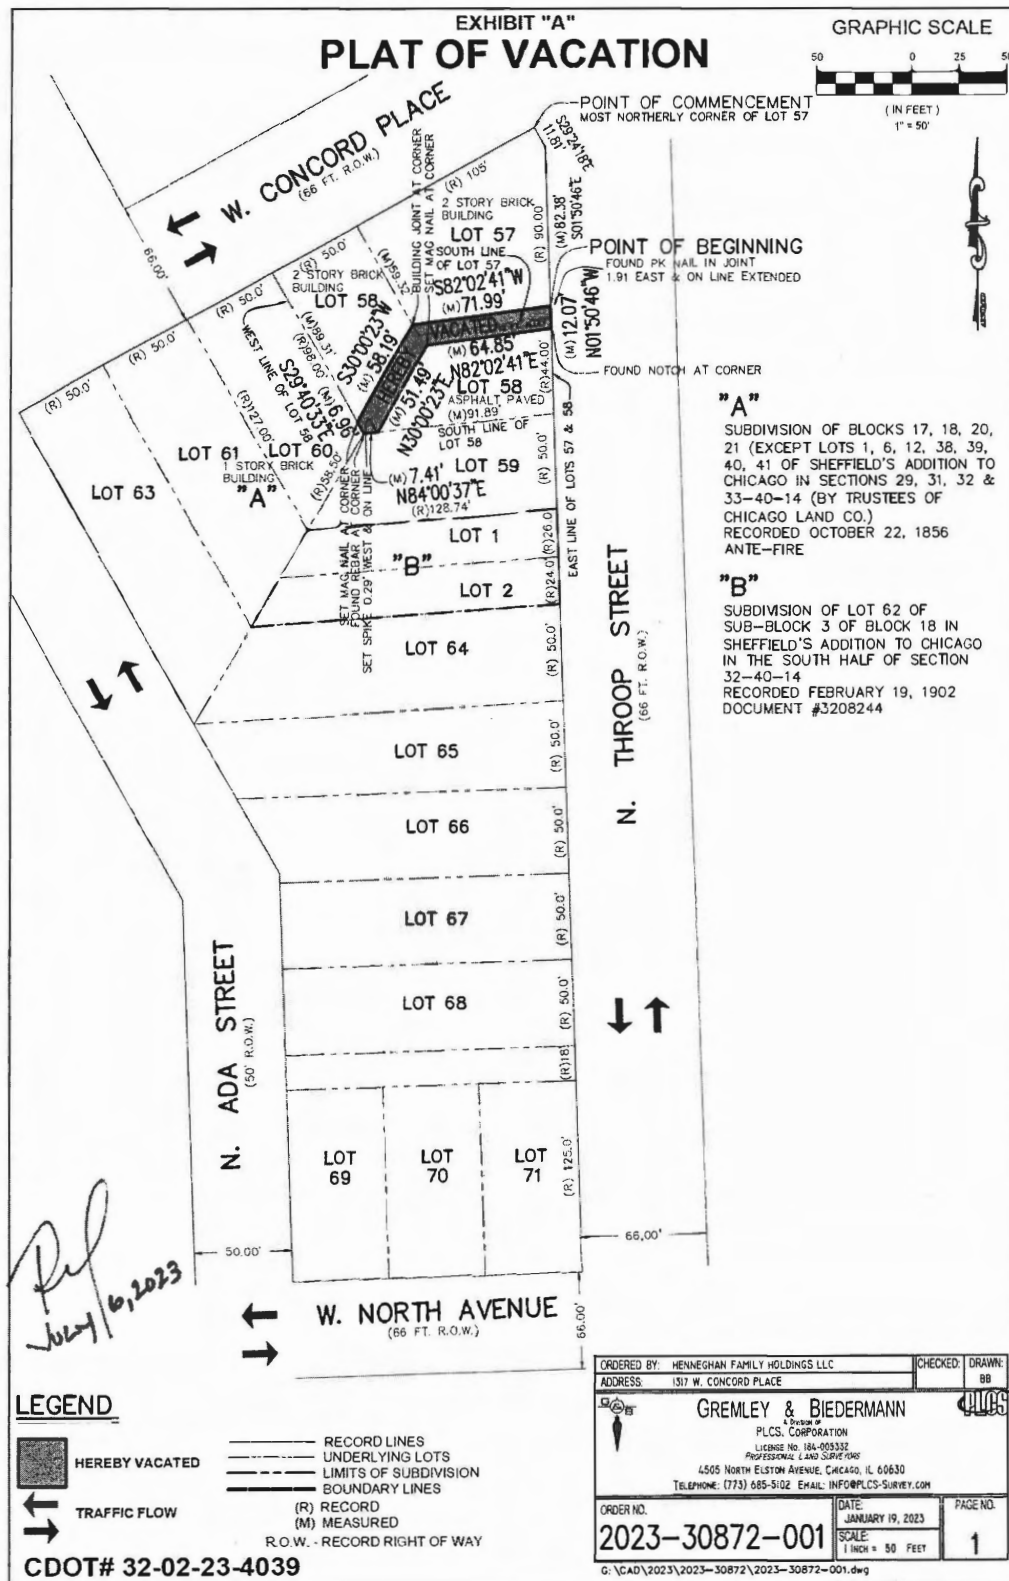 EXHIBIT "A"
PLAT OF VACATION
GRAPHIC SCALE
50 0 25 50
( IN FEET )
1" = 50'
W. CONCORD PLACE
(66 FT. R.O.W.)
66.00'
POINT OF COMMENCEMENT
MOST NORTHERLY CORNER OF LOT 57
S29°24'18"E
11.81'
(R) 105'
2 STORY BRICK
BUILDING
LOT 57
SOUTH LINE
OF LOT 57
S82°02'41"W
(M) 71.99'
(R) 90.00'
(M) 82.38'
S01°50'46"E
BUILDING JOINT AT CORNER
SET MAG NAIL AT CORNER
POINT OF BEGINNING
FOUND PK NAIL IN JOINT
1.91 EAST & ON LINE EXTENDED
(M) 12.07'
N01°50'46"W
FOUND NOTCH AT CORNER
(R) 50.0'
2 STORY BRICK
BUILDING
LOT 58
(M)89.31'
(R)98.00'
WEST LINE OF LOT 58
S29°40'33"E
(M) 6.96'
S30°00'23"W
(M) 58.19'
HEREBY
VACATED
(M) 51.49'
N30°00'23"E
(M) 64.85'
N82°02'41"E
LOT 58
ASPHALT PAVED
(M)91.89'
SOUTH LINE OF
LOT 58
(R)44.00'
(R) 50.0'
(R) 50.0'
(R) 50.0'
(R)127.00'
LOT 61
LOT 60
1 STORY BRICK
BUILDING
"A"
LOT 63
(R)58.50'
(M) 7.41'
N84°00'37"E
(R)128.74'
LOT 59
(R) 50.0'
SET MAG NAIL AT CORNER
FOUND REBAR AT CORNER
SET SPIKE 0.29' WEST & ON LINE
EAST LINE OF LOTS 57 & 58
LOT 1
(R)26.0'
"B"
LOT 2
(R)24.0'
LOT 64
(R) 50.0'
LOT 65
(R) 50.0'
LOT 66
(R) 50.0'
LOT 67
(R) 50.0'
LOT 68
(R) 50.0'
(R)18'
LOT
69
LOT
70
LOT
71
(R) 125.0'
N. THROOP STREET
(66 FT. R.O.W.)
N. ADA STREET
(50' R.O.W.)
"A"
SUBDIVISION OF BLOCKS 17, 18, 20,
21 (EXCEPT LOTS 1, 6, 12, 38, 39,
40, 41 OF SHEFFIELD'S ADDITION TO
CHICAGO IN SECTIONS 29, 31, 32 &
33-40-14 (BY TRUSTEES OF
CHICAGO LAND CO.)
RECORDED OCTOBER 22, 1856
ANTE-FIRE
"B"
SUBDIVISION OF LOT 62 OF
SUB-BLOCK 3 OF BLOCK 18 IN
SHEFFIELD'S ADDITION TO CHICAGO
IN THE SOUTH HALF OF SECTION
32-40-14
RECORDED FEBRUARY 19, 1902
DOCUMENT #3208244
50.00'
66.00'
W. NORTH AVENUE
(66 FT. R.O.W.)
66.00'
July 6, 2023
LEGEND
HEREBY VACATED
TRAFFIC FLOW
RECORD LINES
UNDERLYING LOTS
LIMITS OF SUBDIVISION
BOUNDARY LINES
(R) RECORD
(M) MEASURED
R.O.W. - RECORD RIGHT OF WAY
CDOT# 32-02-23-4039
ORDERED BY: HENNEGHAN FAMILY HOLDINGS LLC
CHECKED:
DRAWN:
BB
ADDRESS: 1317 W. CONCORD PLACE
GREMLEY & BIEDERMANN
A DIVISION OF
PLCS, CORPORATION
LICENSE NO. 184-005332
PROFESSIONAL LAND SURVEYORS
4505 NORTH ELSTON AVENUE, CHICAGO, IL 60630
TELEPHONE: (773) 685-5102 EMAIL: INFO@PLCS-SURVEY.COM
PLCS
ORDER NO.
2023-30872-001
DATE:
JANUARY 19, 2023
SCALE:
1 INCH = 50 FEET
PAGE NO.
1
G:\CAD\2023\2023-30872\2023-30872-001.dwg